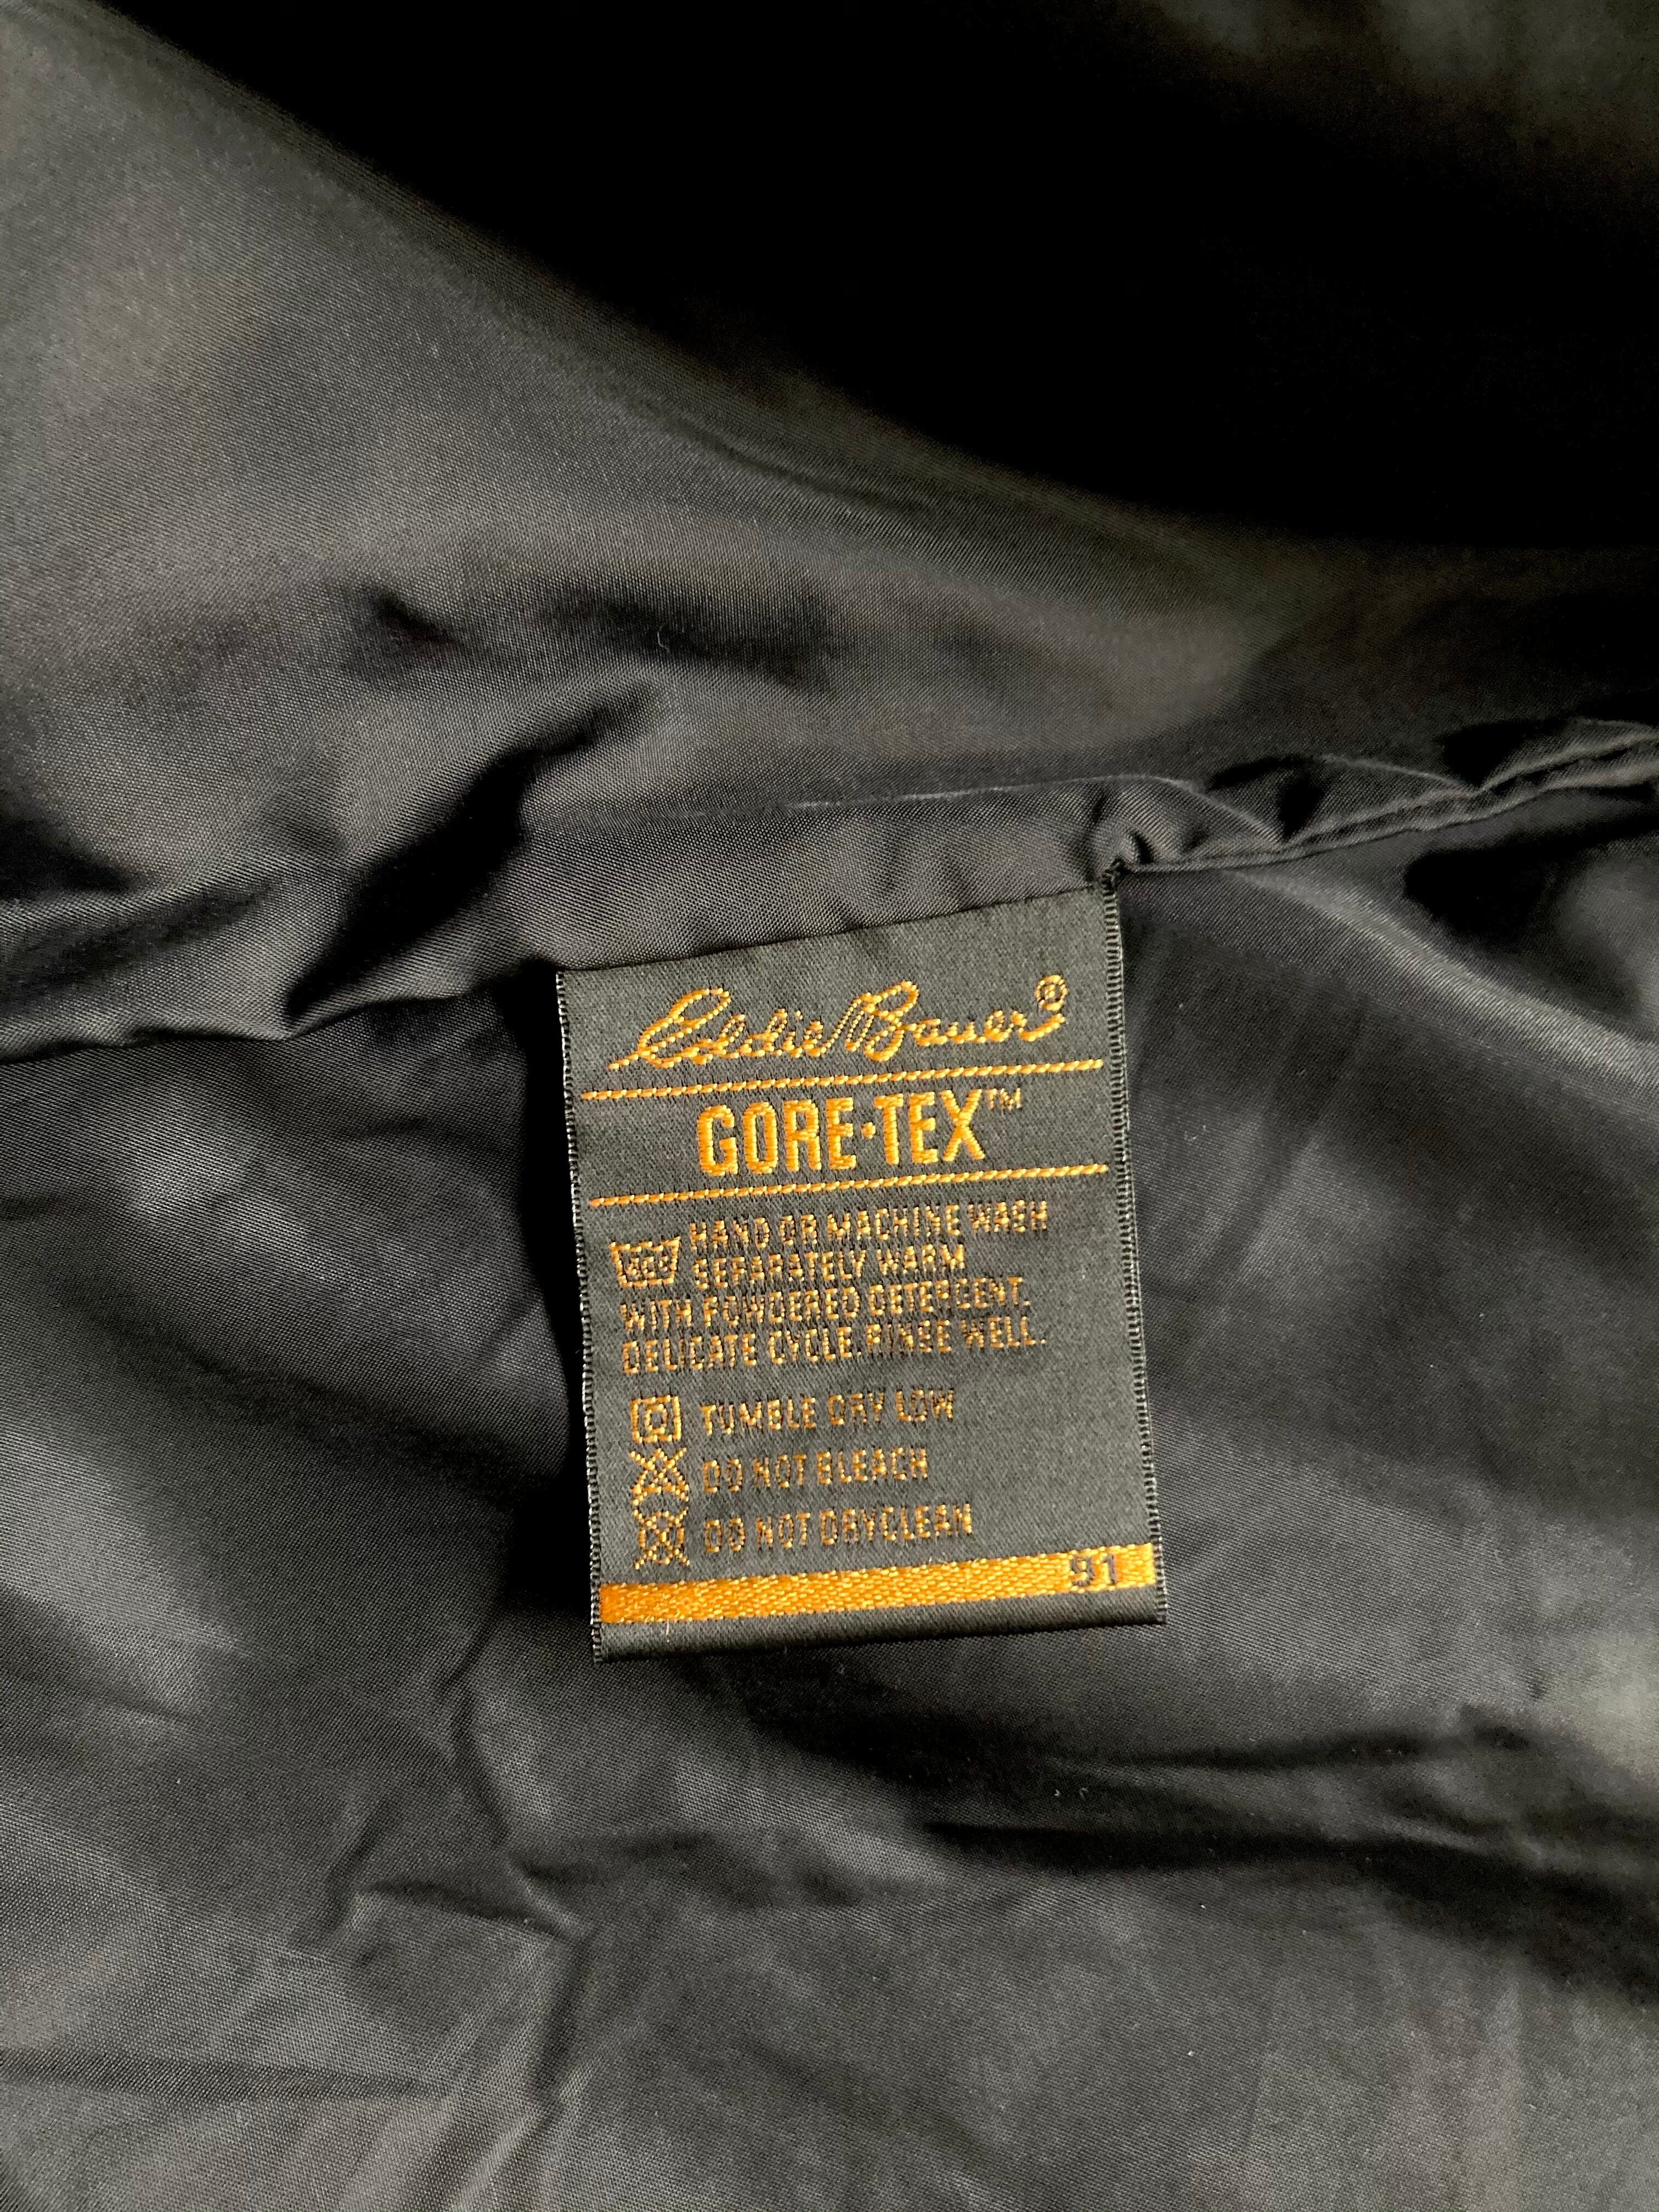 Eddie Bauer®
GORE-TEX™
HAND OR MACHINE WASH
SEPARATELY WARM
WITH POWDERED DETERGENT.
DELICATE CYCLE. RINSE WELL.
TUMBLE DRY LOW
DO NOT BLEACH
DO NOT DRYCLEAN
91